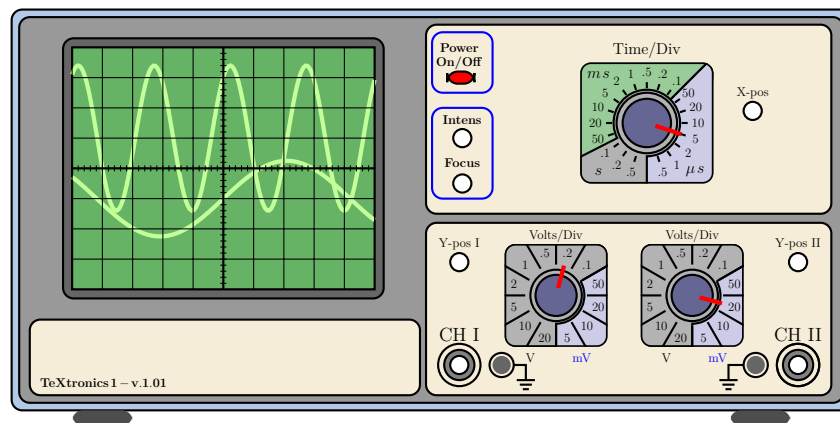 Power
On/Off
Intens
Focus
Time/Div
ms
s
µs
5
2
1
.5
.2
.1
50
20
10
5
2
1
.5
.5
.2
.1
50
20
10
X-pos
Y-pos I
Volts/Div
5
2
1
.5
.2
.1
50
20
10
5
20
10
V
mV
Volts/Div
5
2
1
.5
.2
.1
50
20
10
5
20
10
V
mV
Y-pos II
CH I
CH II
TeXtronics 1 – v.1.01